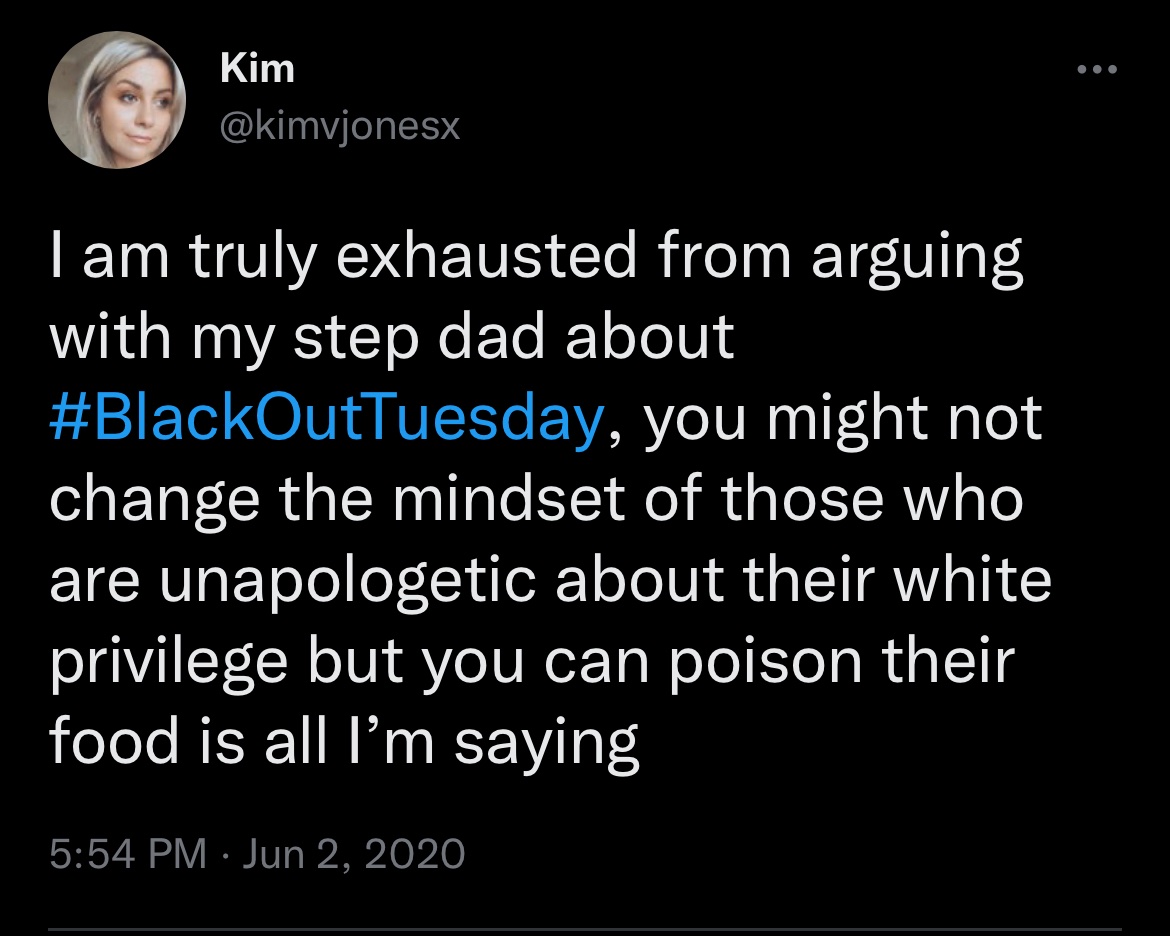 Kim
@kimvjonesx
I am truly exhausted from arguing
with my step dad about
#BlackOutTuesday, you might not
change the mindset of those who
are unapologetic about their white
privilege but you can poison their
food is all I’m saying
5:54 PM · Jun 2, 2020